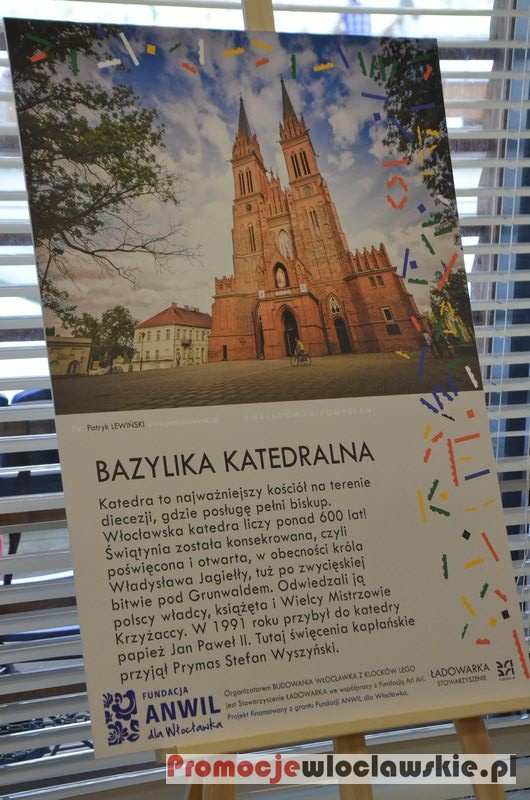 Fot. Patryk LEWIŃSKI
BAZYLIKA KATEDRALNA
Katedra to najważniejszy kościół na terenie
diecezji, gdzie posługę pełni biskup.
Włocławska katedra liczy ponad 600 lat!
Świątynia została konsekrowana, czyli
poświęcona i otwarta, w obecności króla
Władysława Jagiełły, tuż po zwycięskiej
bitwie pod Grunwaldem. Odwiedzali ją
polscy władcy, książęta i Wielcy Mistrzowie
Krzyżaccy. W 1991 roku przybył do katedry
papież Jan Paweł II. Tutaj święcenia kapłańskie
przyjął Prymas Stefan Wyszyński.
FUNDACJA
ANWIL
dla Włocławka
Organizatorem BUDOWANIA WŁOCŁAWKA Z KLOCKÓW LEGO
jest Stowarzyszenie ŁADOWARKA we współpracy z Fundacją Ari Ari.
Projekt finansowany z grantu Fundacji ANWIL dla Włocławka.
ŁADOWARKA
STOWARZYSZENIE
Promocjewloclawskie.pl